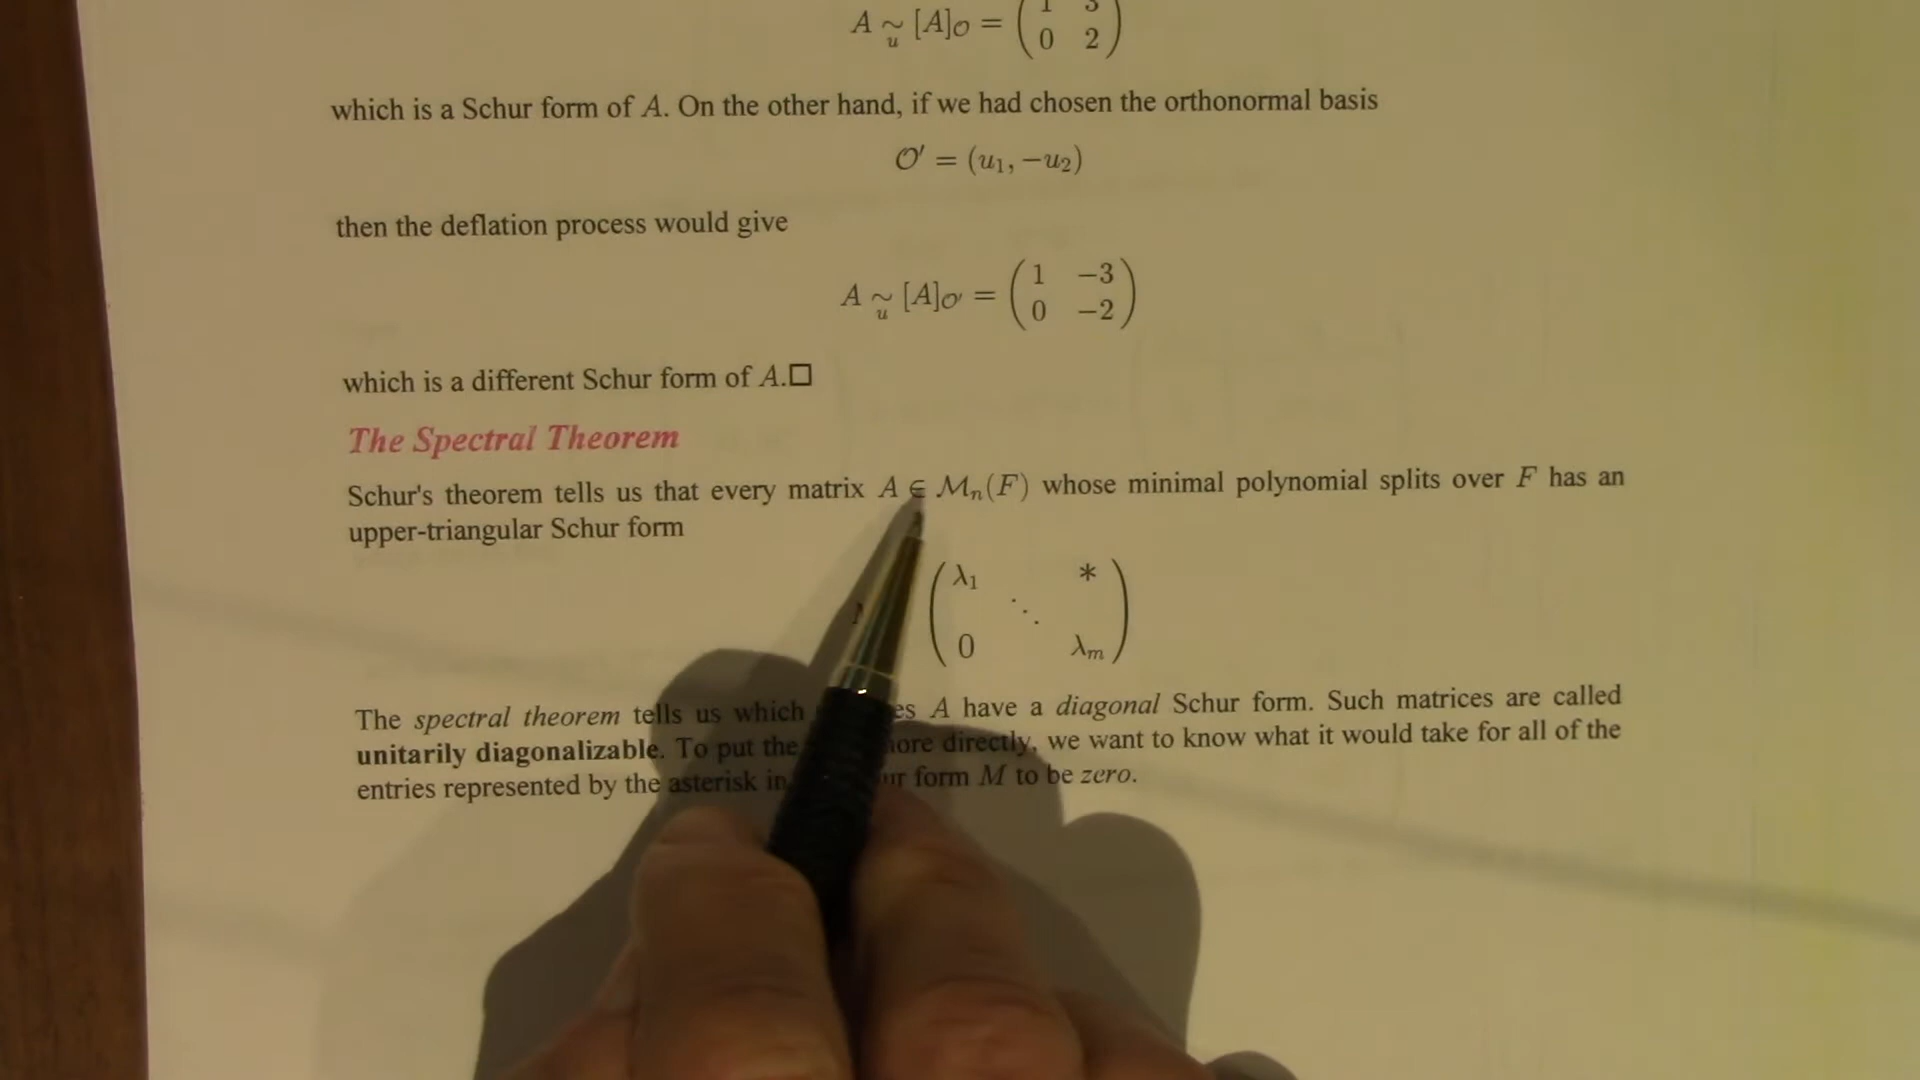 A ∼u [A]𝒪 = ( 1 3
0 2 )
which is a Schur form of A. On the other hand, if we had chosen the orthonormal basis
𝒪′ = (u₁, −u₂)
then the deflation process would give
A ∼u [A]𝒪′ = ( 1 −3
0 −2 )
which is a different Schur form of A.□
The Spectral Theorem
Schur's theorem tells us that every matrix A ∈ ℳₙ(F) whose minimal polynomial splits over F has an
upper-triangular Schur form
( λ₁ *
⋱
0 λₘ )
The spectral theorem tells us which A have a diagonal Schur form. Such matrices are called
unitarily diagonalizable. To put the more directly, we want to know what it would take for all of the
entries represented by the asterisk in form M to be zero.